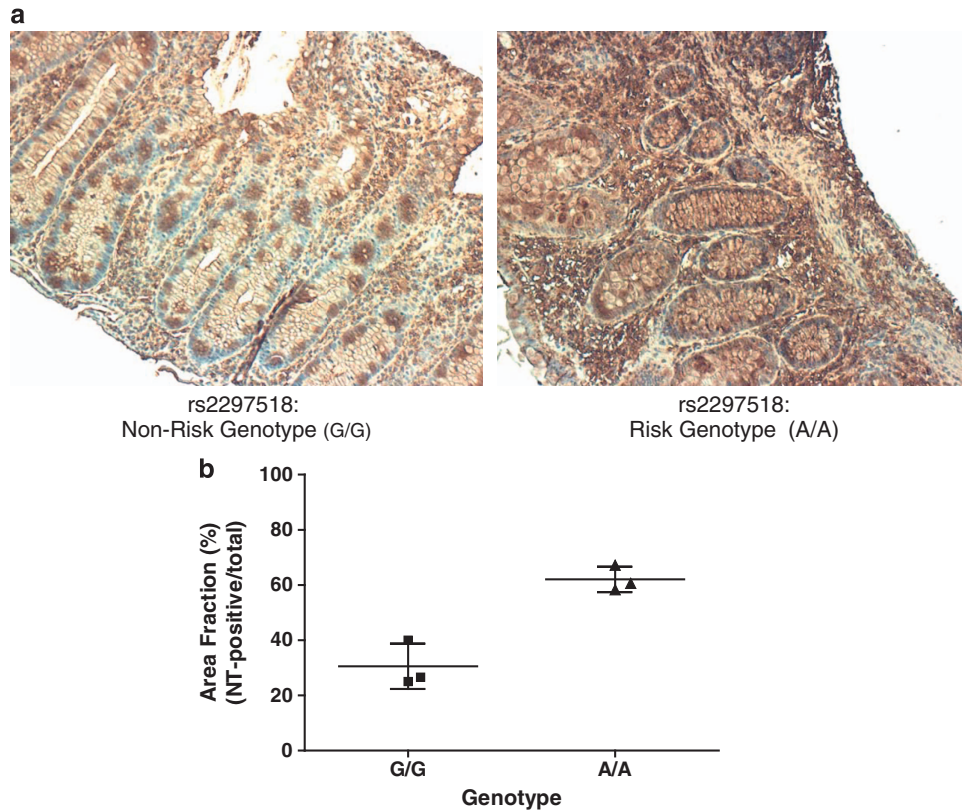 a
rs2297518:
Non-Risk Genotype (G/G)
rs2297518:
Risk Genotype (A/A)
b
Area Fraction (%)
(NT-positive/total)
100
80
60
40
20
0
G/G
A/A
Genotype